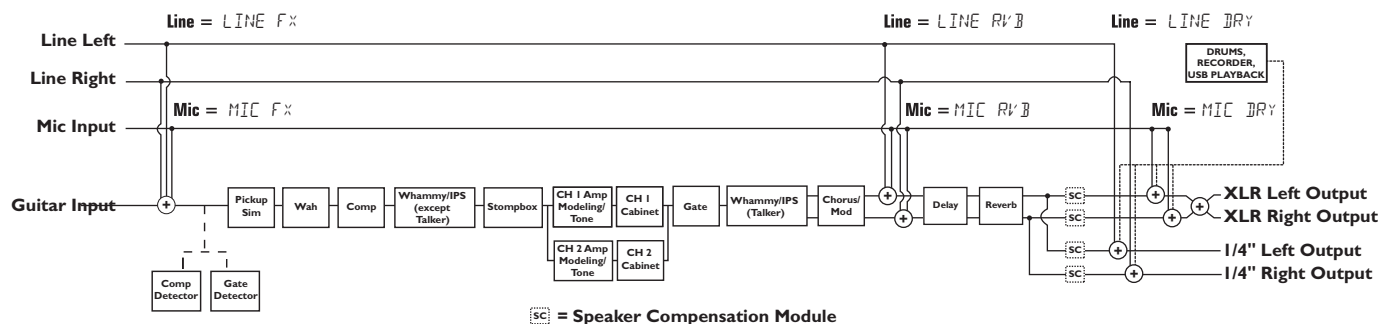 Line = LINE FX
Line = LINE RVB
Line = LINE DRY
Line Left
DRUMS,
RECORDER,
USB PLAYBACK
Line Right
Mic = MIC FX
Mic = MIC RVB
Mic = MIC DRY
Mic Input
Guitar Input
+
Pickup
Sim
Wah
Comp
Whammy/IPS
(except
Talker)
Stompbox
CH 1 Amp
Modeling/
Tone
CH 1
Cabinet
CH 2 Amp
Modeling/
Tone
CH 2
Cabinet
Gate
Whammy/IPS
(Talker)
Chorus/
Mod
+
+
Delay
Reverb
SC
SC
SC
SC
+
+
+
+
+
XLR Left Output
XLR Right Output
1/4" Left Output
1/4" Right Output
Comp
Detector
Gate
Detector
SC = Speaker Compensation Module